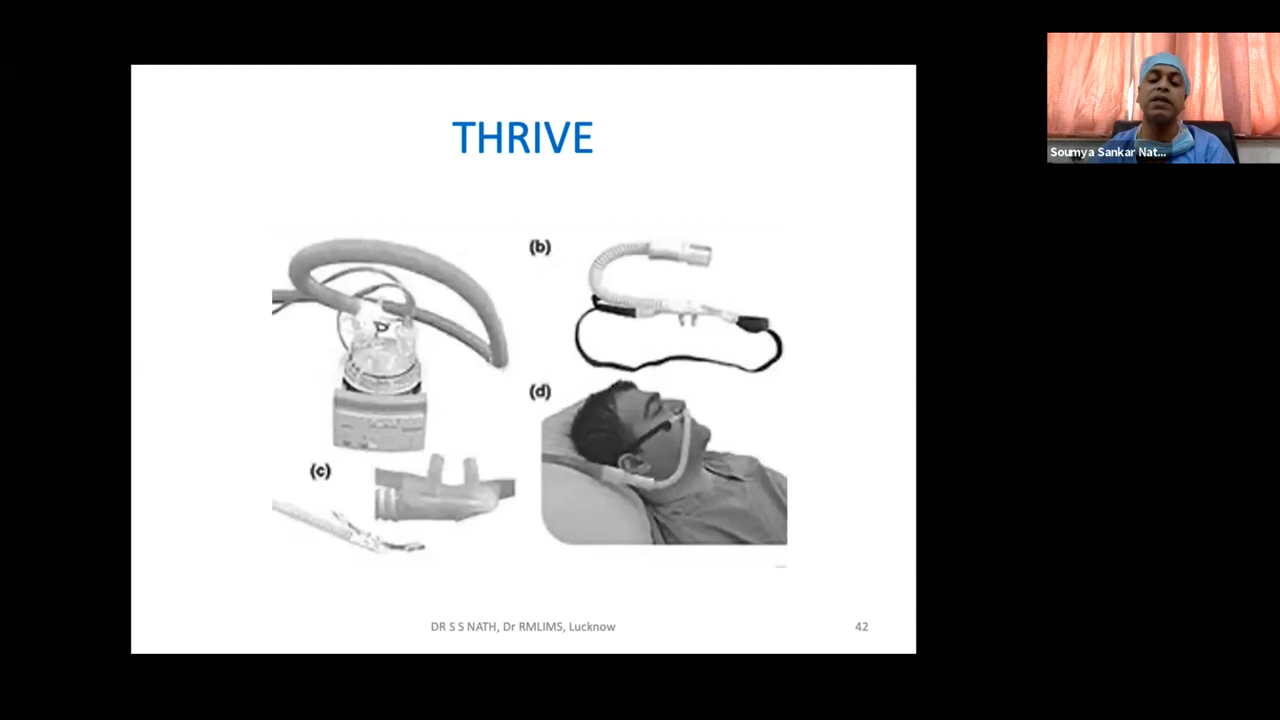 THRIVE
(b)
(d)
(c)
DR S S NATH, Dr RMLIMS, Lucknow
42
Soumya Sankar Nat...